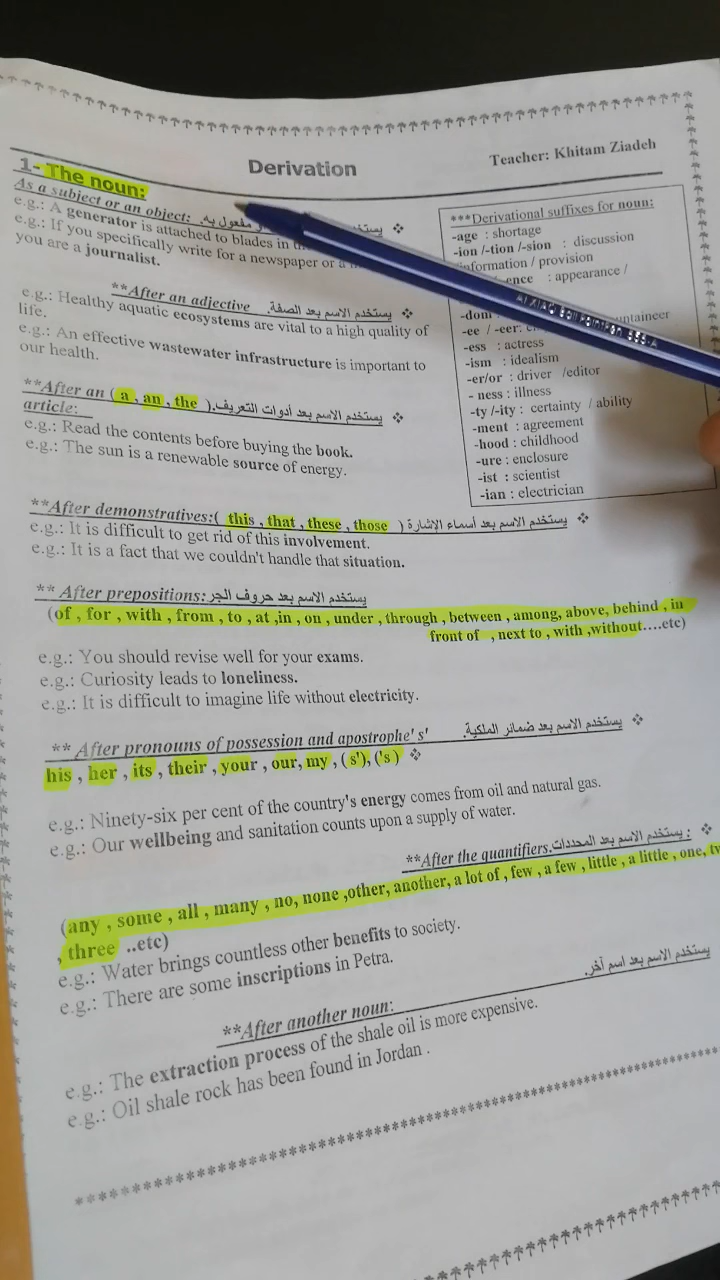 Derivation
Teacher: Khitam Ziadeh
1- The noun:
As a subject or an object: مفعول به.
e.g.: A generator is attached to blades in
e.g.: If you specifically write for a newspaper or a
you are a journalist.
**After an adjective يستخدم الاسم بعد الصفة.
e.g.: Healthy aquatic ecosystems are vital to a high quality of
life.
e.g.: An effective wastewater infrastructure is important to
our health.
**After an ( a , an , the ).يستخدم الاسم بعد أدوات التعريف
article:
e.g.: Read the contents before buying the book.
e.g.: The sun is a renewable source of energy.
***Derivational suffixes for noun:
-age : shortage
-ion /-tion /-sion : discussion
information / provision
ence : appearance /
-dom
-ee / -eer:
-ess : actress
-ism : idealism
-er/or : driver /editor
- ness : illness
-ty /-ity : certainty / ability
-ment : agreement
-hood : childhood
-ure : enclosure
-ist : scientist
-ian : electrician
**After demonstratives:( this , that , these , those ) يستخدم الاسم بعد أسماء الإشارة
e.g.: It is difficult to get rid of this involvement.
e.g.: It is a fact that we couldn't handle that situation.
** After prepositions: يستخدم الاسم بعد حروف الجر
(of , for , with , from , to , at ,in , on , under , through , between , among, above, behind , in
front of , next to , with ,without….etc)
e.g.: You should revise well for your exams.
e.g.: Curiosity leads to loneliness.
e.g.: It is difficult to imagine life without electricity.
** After pronouns of possession and apostrophe' s' يستخدم الاسم بعد ضمائر الملكية.
his , her , its , their , your , our, my , ( s'), ('s )
e.g.: Ninety-six per cent of the country's energy comes from oil and natural gas.
e.g.: Our wellbeing and sanitation counts upon a supply of water.
**After the quantifiers.يستخدم الاسم بعد المحددات :
(any , some , all , many , no, none ,other, another, a lot of , few , a few , little , a little , one,
, three ..etc)
e.g.: Water brings countless other benefits to society.
e.g.: There are some inscriptions in Petra.
**After another noun: يستخدم الاسم بعد اسم آخر.
e.g.: The extraction process of the shale oil is more expensive.
e.g.: Oil shale rock has been found in Jordan .